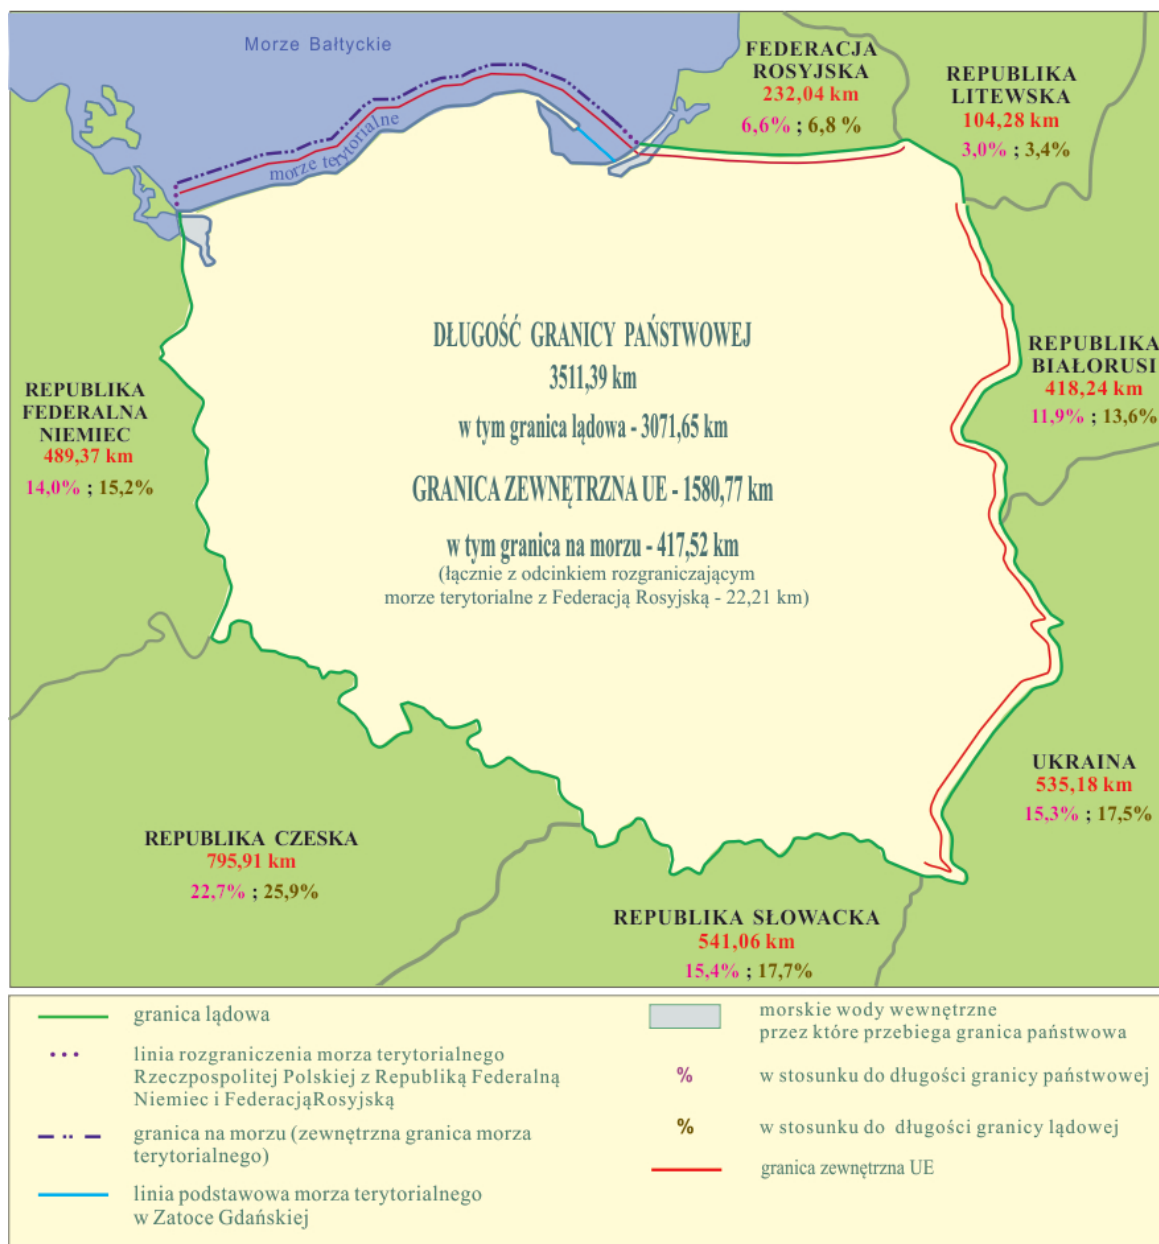 Morze Bałtyckie
morze terytorialne
FEDERACJA
ROSYJSKA
232,04 km
6,6% ; 6,8 %
REPUBLIKA
LITEWSKA
104,28 km
3,0% ; 3,4%
DŁUGOŚĆ GRANICY PAŃSTWOWEJ
3511,39 km
w tym granica lądowa - 3071,65 km
GRANICA ZEWNĘTRZNA UE - 1580,77 km
w tym granica na morzu - 417,52 km
(łącznie z odcinkiem rozgraniczającym
morze terytorialne z Federacją Rosyjską - 22,21 km)
REPUBLIKA
BIAŁORUSI
418,24 km
11,9% ; 13,6%
REPUBLIKA
FEDERALNA
NIEMIEC
489,37 km
14,0% ; 15,2%
UKRAINA
535,18 km
15,3% ; 17,5%
REPUBLIKA CZESKA
795,91 km
22,7% ; 25,9%
REPUBLIKA SŁOWACKA
541,06 km
15,4% ; 17,7%
granica lądowa
linia rozgraniczenia morza terytorialnego
Rzeczpospolitej Polskiej z Republiką Federalną
Niemiec i FederacjąRosyjską
granica na morzu (zewnętrzna granica morza
terytorialnego)
linia podstawowa morza terytorialnego
w Zatoce Gdańskiej
morskie wody wewnętrzne
przez które przebiega granica państwowa
% w stosunku do długości granicy państwowej
% w stosunku do długości granicy lądowej
granica zewnętrzna UE